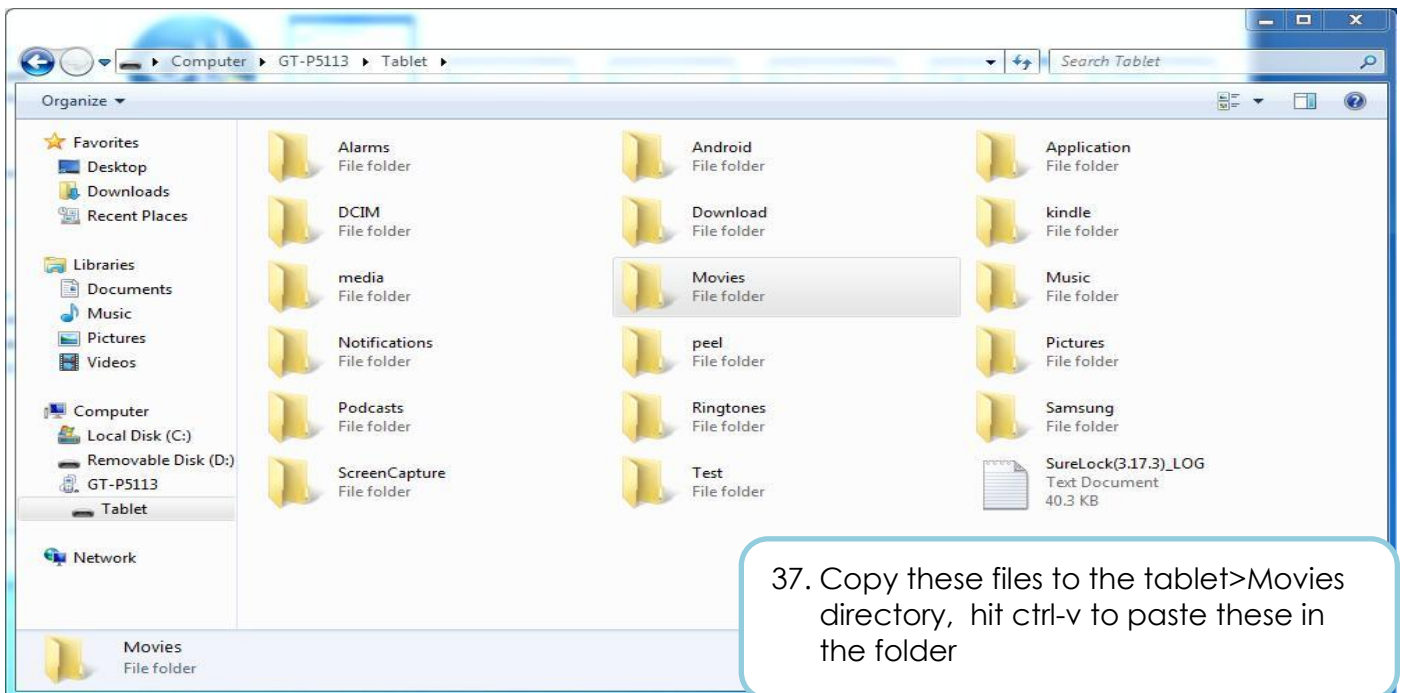 Computer ▸ GT-P5113 ▸ Tablet ▸
Search Tablet
Organize ▾
Favorites
Desktop
Downloads
Recent Places
Libraries
Documents
Music
Pictures
Videos
Computer
Local Disk (C:)
Removable Disk (D:)
GT-P5113
Tablet
Network
Alarms
File folder
Android
File folder
Application
File folder
DCIM
File folder
Download
File folder
kindle
File folder
media
File folder
Movies
File folder
Music
File folder
Notifications
File folder
peel
File folder
Pictures
File folder
Podcasts
File folder
Ringtones
File folder
Samsung
File folder
ScreenCapture
File folder
Test
File folder
SureLock(3.17.3)_LOG
Text Document
40.3 KB
Movies
File folder
37. Copy these files to the tablet>Movies
directory, hit ctrl-v to paste these in
the folder